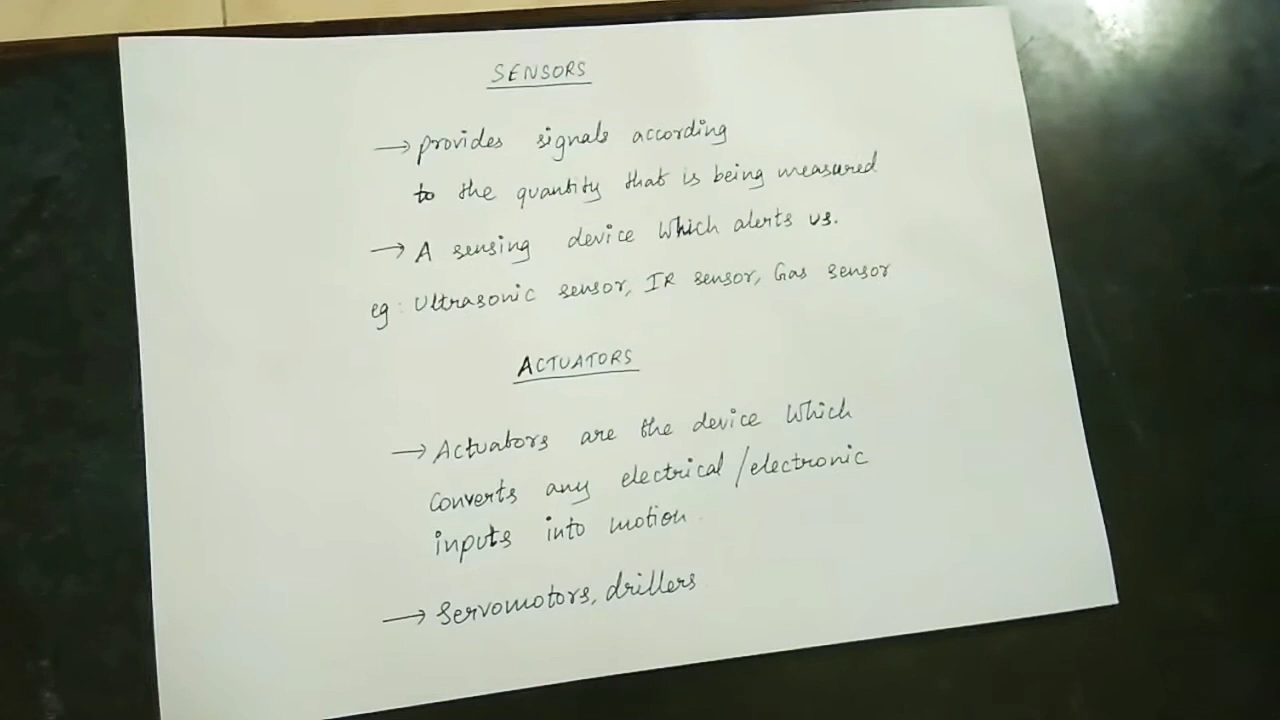 SENSORS
→ provides signals according
to the quantity that is being measured
→ A sensing device which alerts us.
eg: Ultrasonic sensor, IR sensor, Gas sensor
ACTUATORS
→ Actuators are the device which
converts any electrical/electronic
inputs into motion.
→ Servomotors, drillers